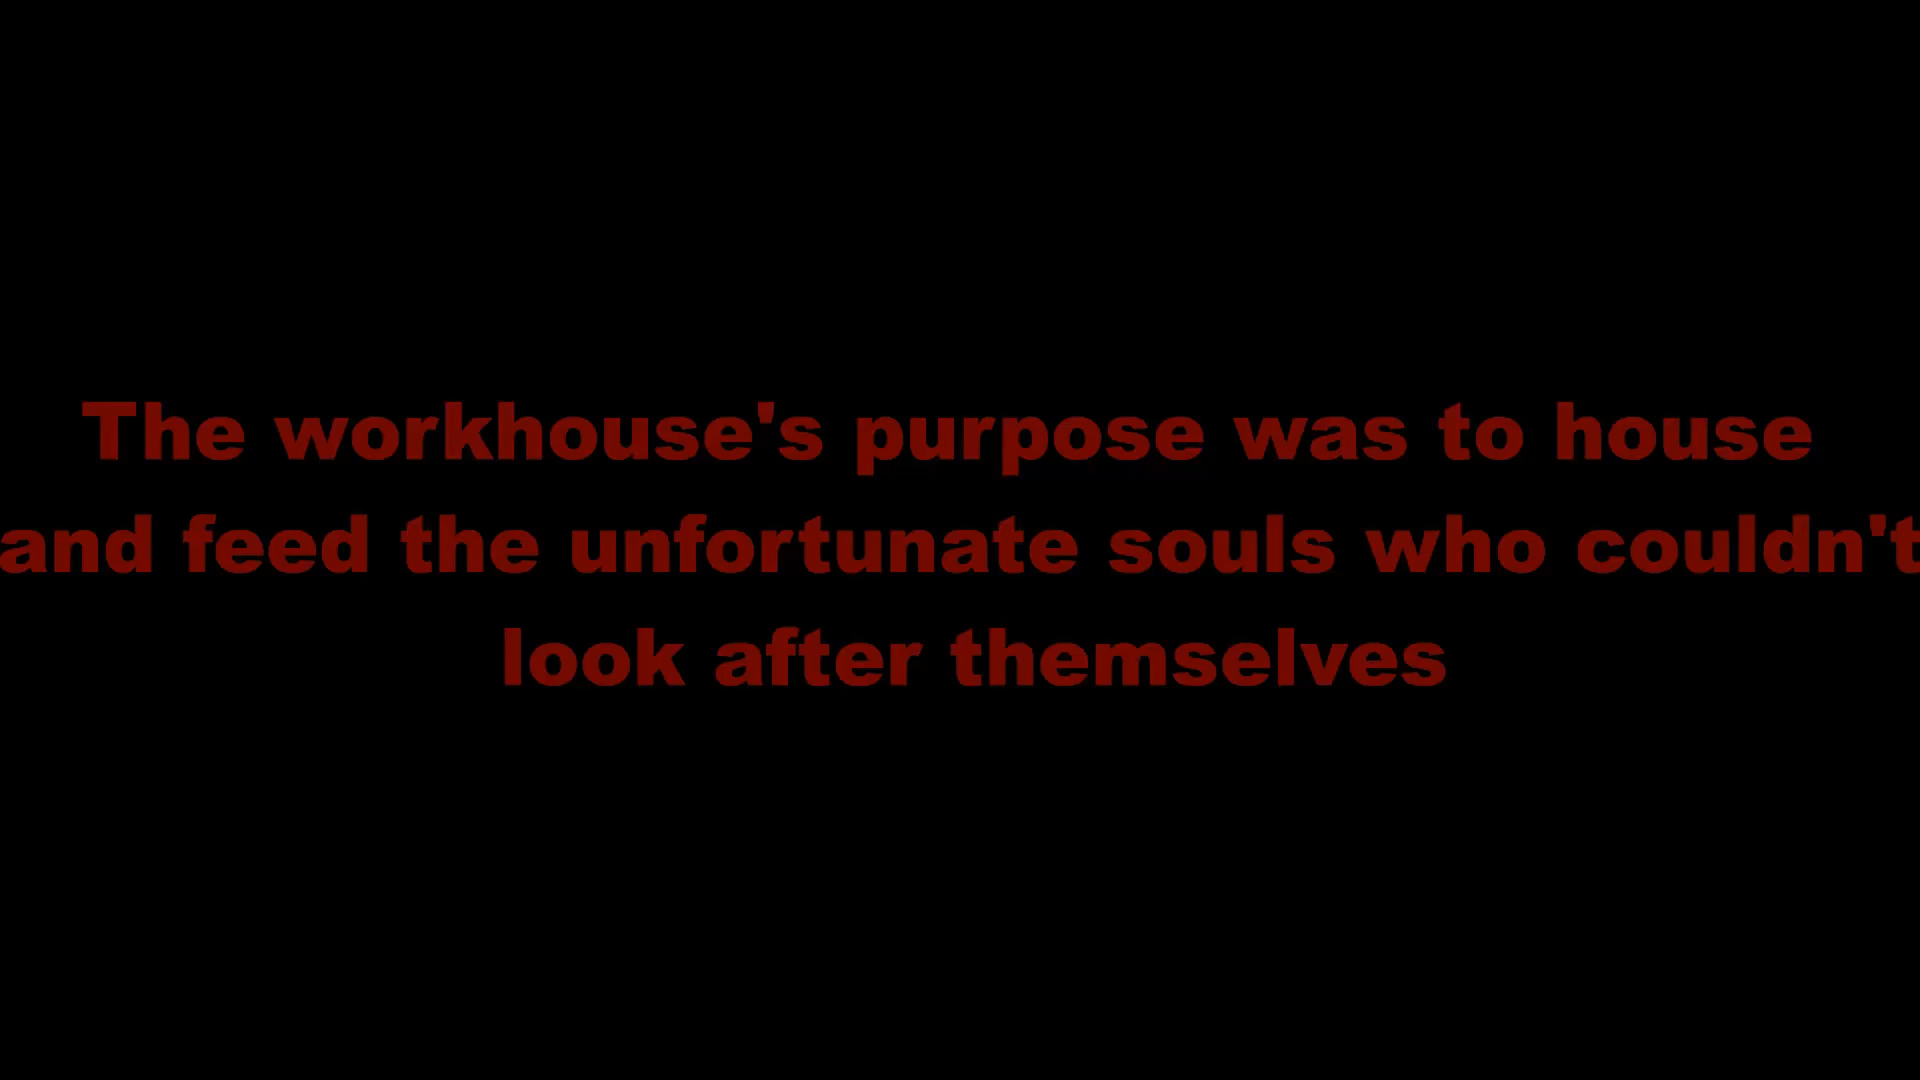 The workhouse's purpose was to house
and feed the unfortunate souls who couldn't
look after themselves